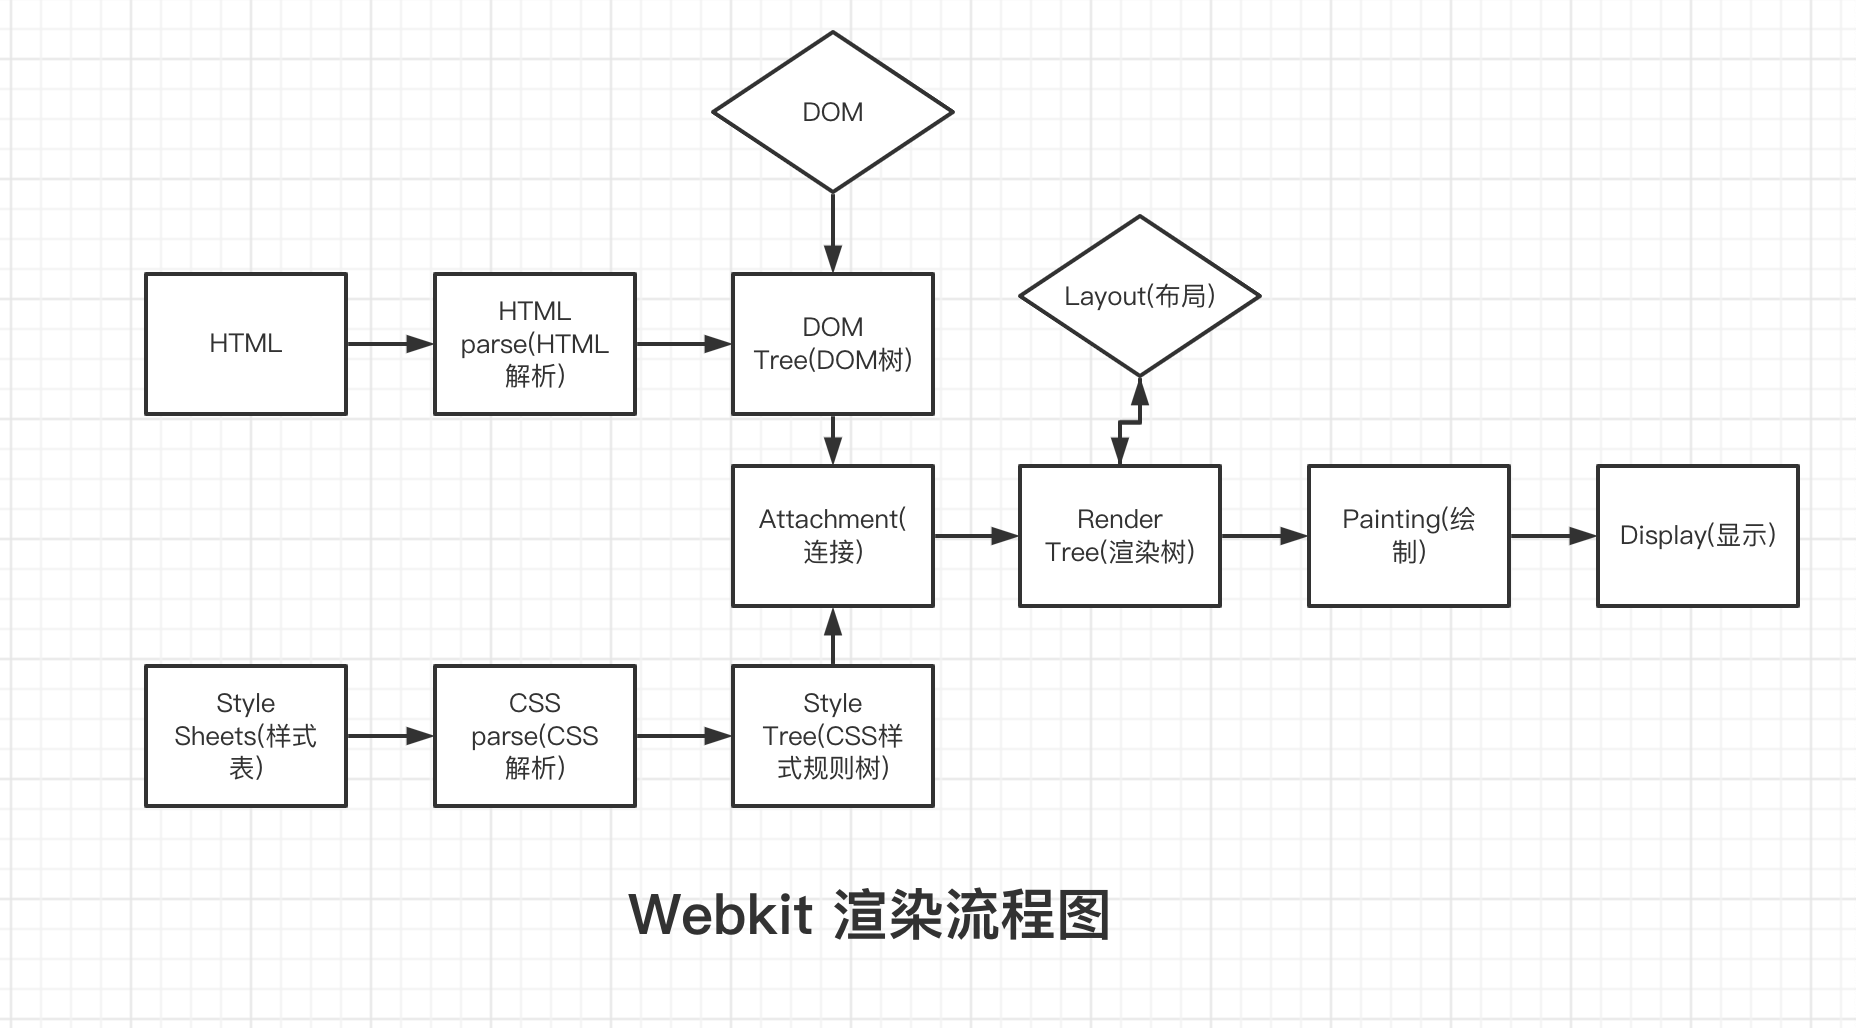 DOM
Layout(布局)
HTML
HTML
parse(HTML
解析)
DOM
Tree(DOM树)
Attachment(
连接)
Render
Tree(渲染树)
Painting(绘
制)
Display(显示)
Style
Sheets(样式
表)
CSS
parse(CSS
解析)
Style
Tree(CSS样
式规则树)
Webkit 渲染流程图